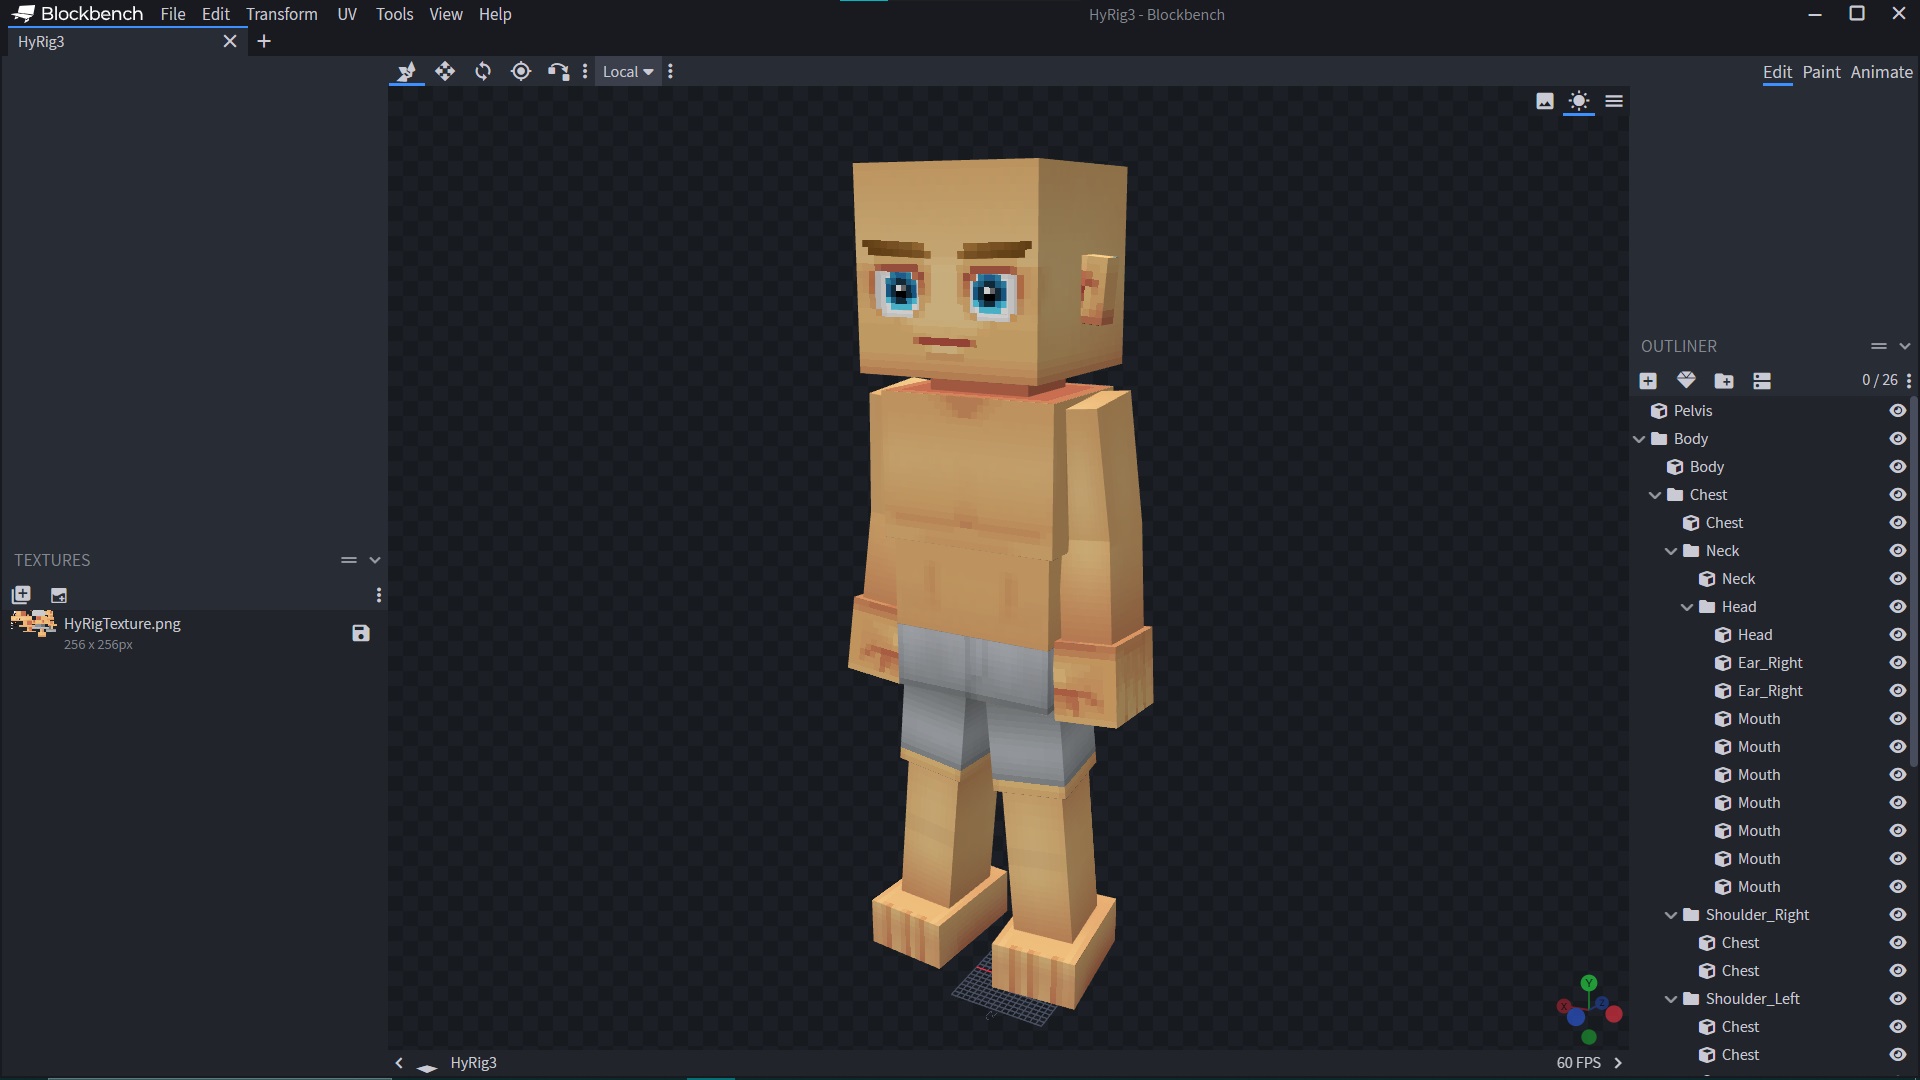 Blockbench File Edit Transform UV Tools View Help
HyRig3 - Blockbench
HyRig3
Local
Edit Paint Animate
OUTLINER
0 / 26
Pelvis
Body
Body
Chest
Chest
Neck
Neck
Head
Head
Ear_Right
Ear_Right
Mouth
Mouth
Mouth
Mouth
Mouth
Mouth
Mouth
Shoulder_Right
Chest
Chest
Shoulder_Left
Chest
Chest
TEXTURES
HyRigTexture.png
256 x 256px
Y
X
Z
HyRig3
60 FPS